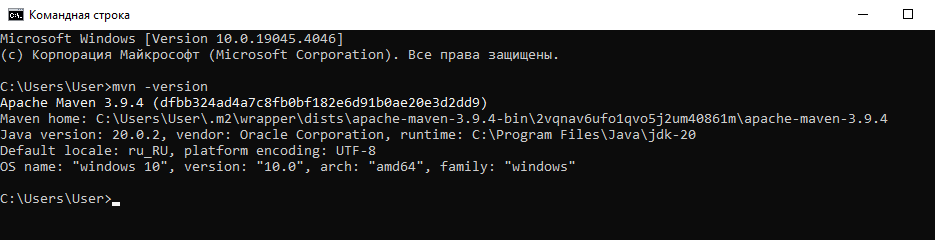 Командная строка
Microsoft Windows [Version 10.0.19045.4046]
(c) Корпорация Майкрософт (Microsoft Corporation). Все права защищены.
C:\Users\User>mvn -version
Apache Maven 3.9.4 (dfbb324ad4a7c8fb0bf182e6d91b0ae20e3d2dd9)
Maven home: C:\Users\User\.m2\wrapper\dists\apache-maven-3.9.4-bin\2vqnav6ufo1qvo5j2um40861m\apache-maven-3.9.4
Java version: 20.0.2, vendor: Oracle Corporation, runtime: C:\Program Files\Java\jdk-20
Default locale: ru_RU, platform encoding: UTF-8
OS name: "windows 10", version: "10.0", arch: "amd64", family: "windows"
C:\Users\User>